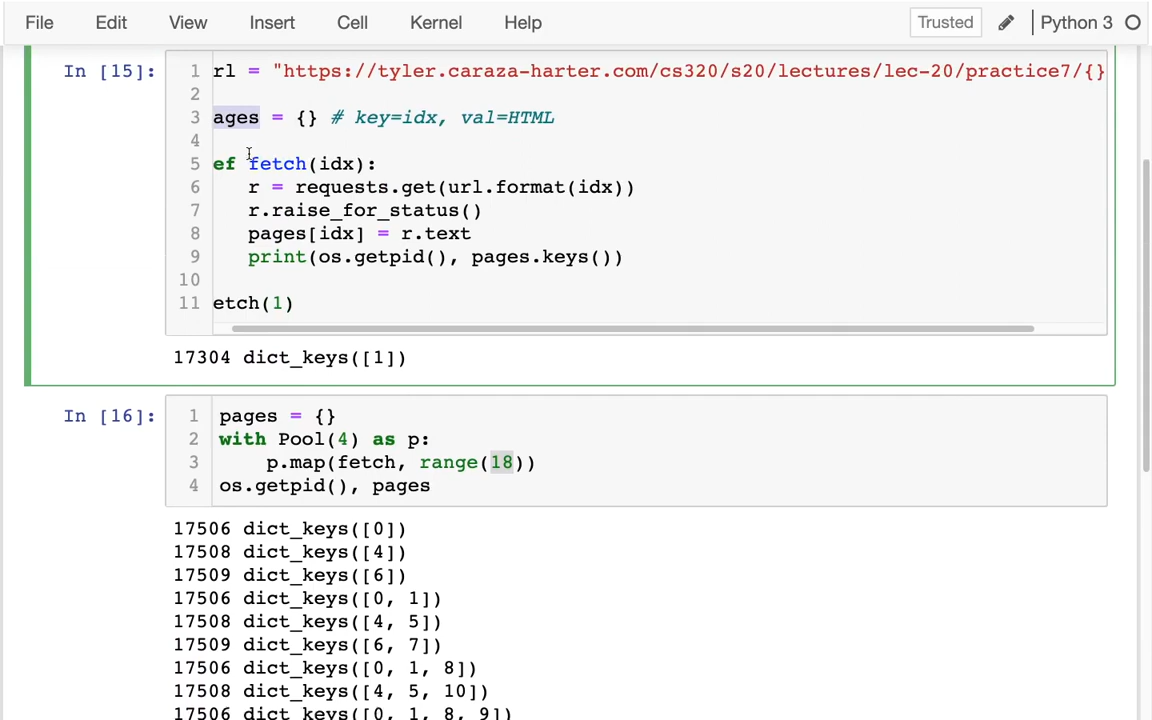 File Edit View Insert Cell Kernel Help Trusted Python 3
In [15]: 1 rl = "https://tyler.caraza-harter.com/cs320/s20/lectures/lec-20/practice7/{}
2
3 ages = {} # key=idx, val=HTML
4
5 ef fetch(idx):
6 r = requests.get(url.format(idx))
7 r.raise_for_status()
8 pages[idx] = r.text
9 print(os.getpid(), pages.keys())
10
11 etch(1)
17304 dict_keys([1])
In [16]: 1 pages = {}
2 with Pool(4) as p:
3 p.map(fetch, range(18))
4 os.getpid(), pages
17506 dict_keys([0])
17508 dict_keys([4])
17509 dict_keys([6])
17506 dict_keys([0, 1])
17508 dict_keys([4, 5])
17509 dict_keys([6, 7])
17506 dict_keys([0, 1, 8])
17508 dict_keys([4, 5, 10])
17506 dict_keys([0, 1, 8, 9])